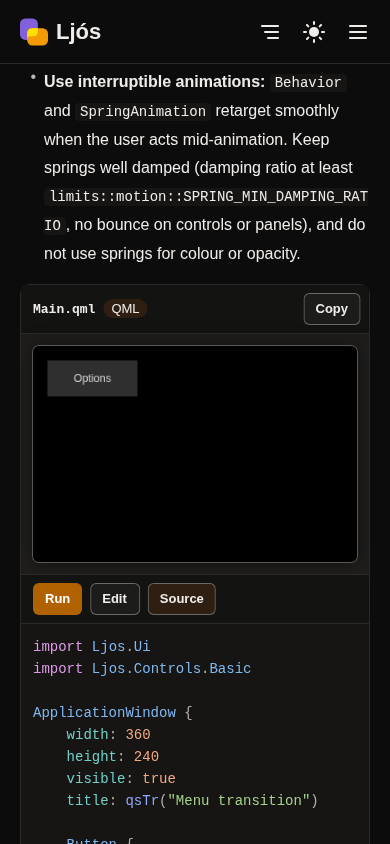 Ljós
• Use interruptible animations: Behavior
and SpringAnimation retarget smoothly
when the user acts mid-animation. Keep
springs well damped (damping ratio at least
limits::motion::SPRING_MIN_DAMPING_RAT
IO, no bounce on controls or panels), and do
not use springs for colour or opacity.
Main.qml QML Copy
Options
Run Edit Source
import Ljos.Ui
import Ljos.Controls.Basic
ApplicationWindow {
    width: 360
    height: 240
    visible: true
    title: qsTr("Menu transition")
    Button {